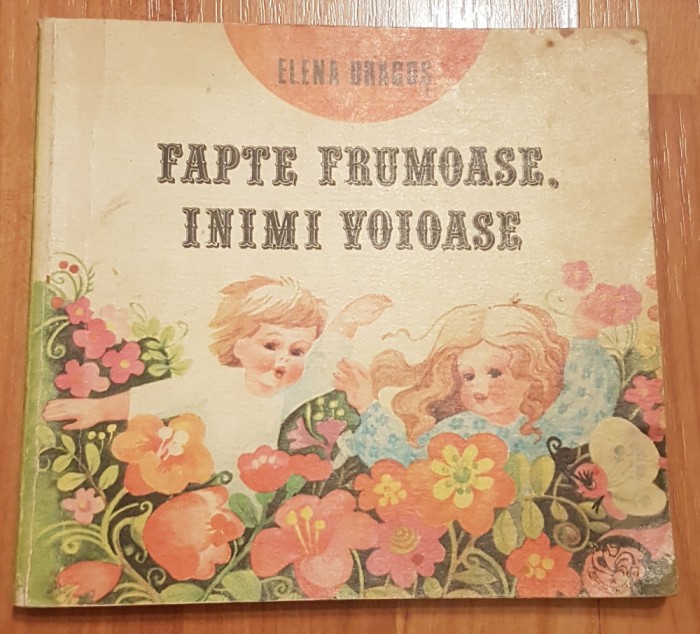 ELENA DRAGOȘ
FAPTE FRUMOASE,
INIMI VOIOASE